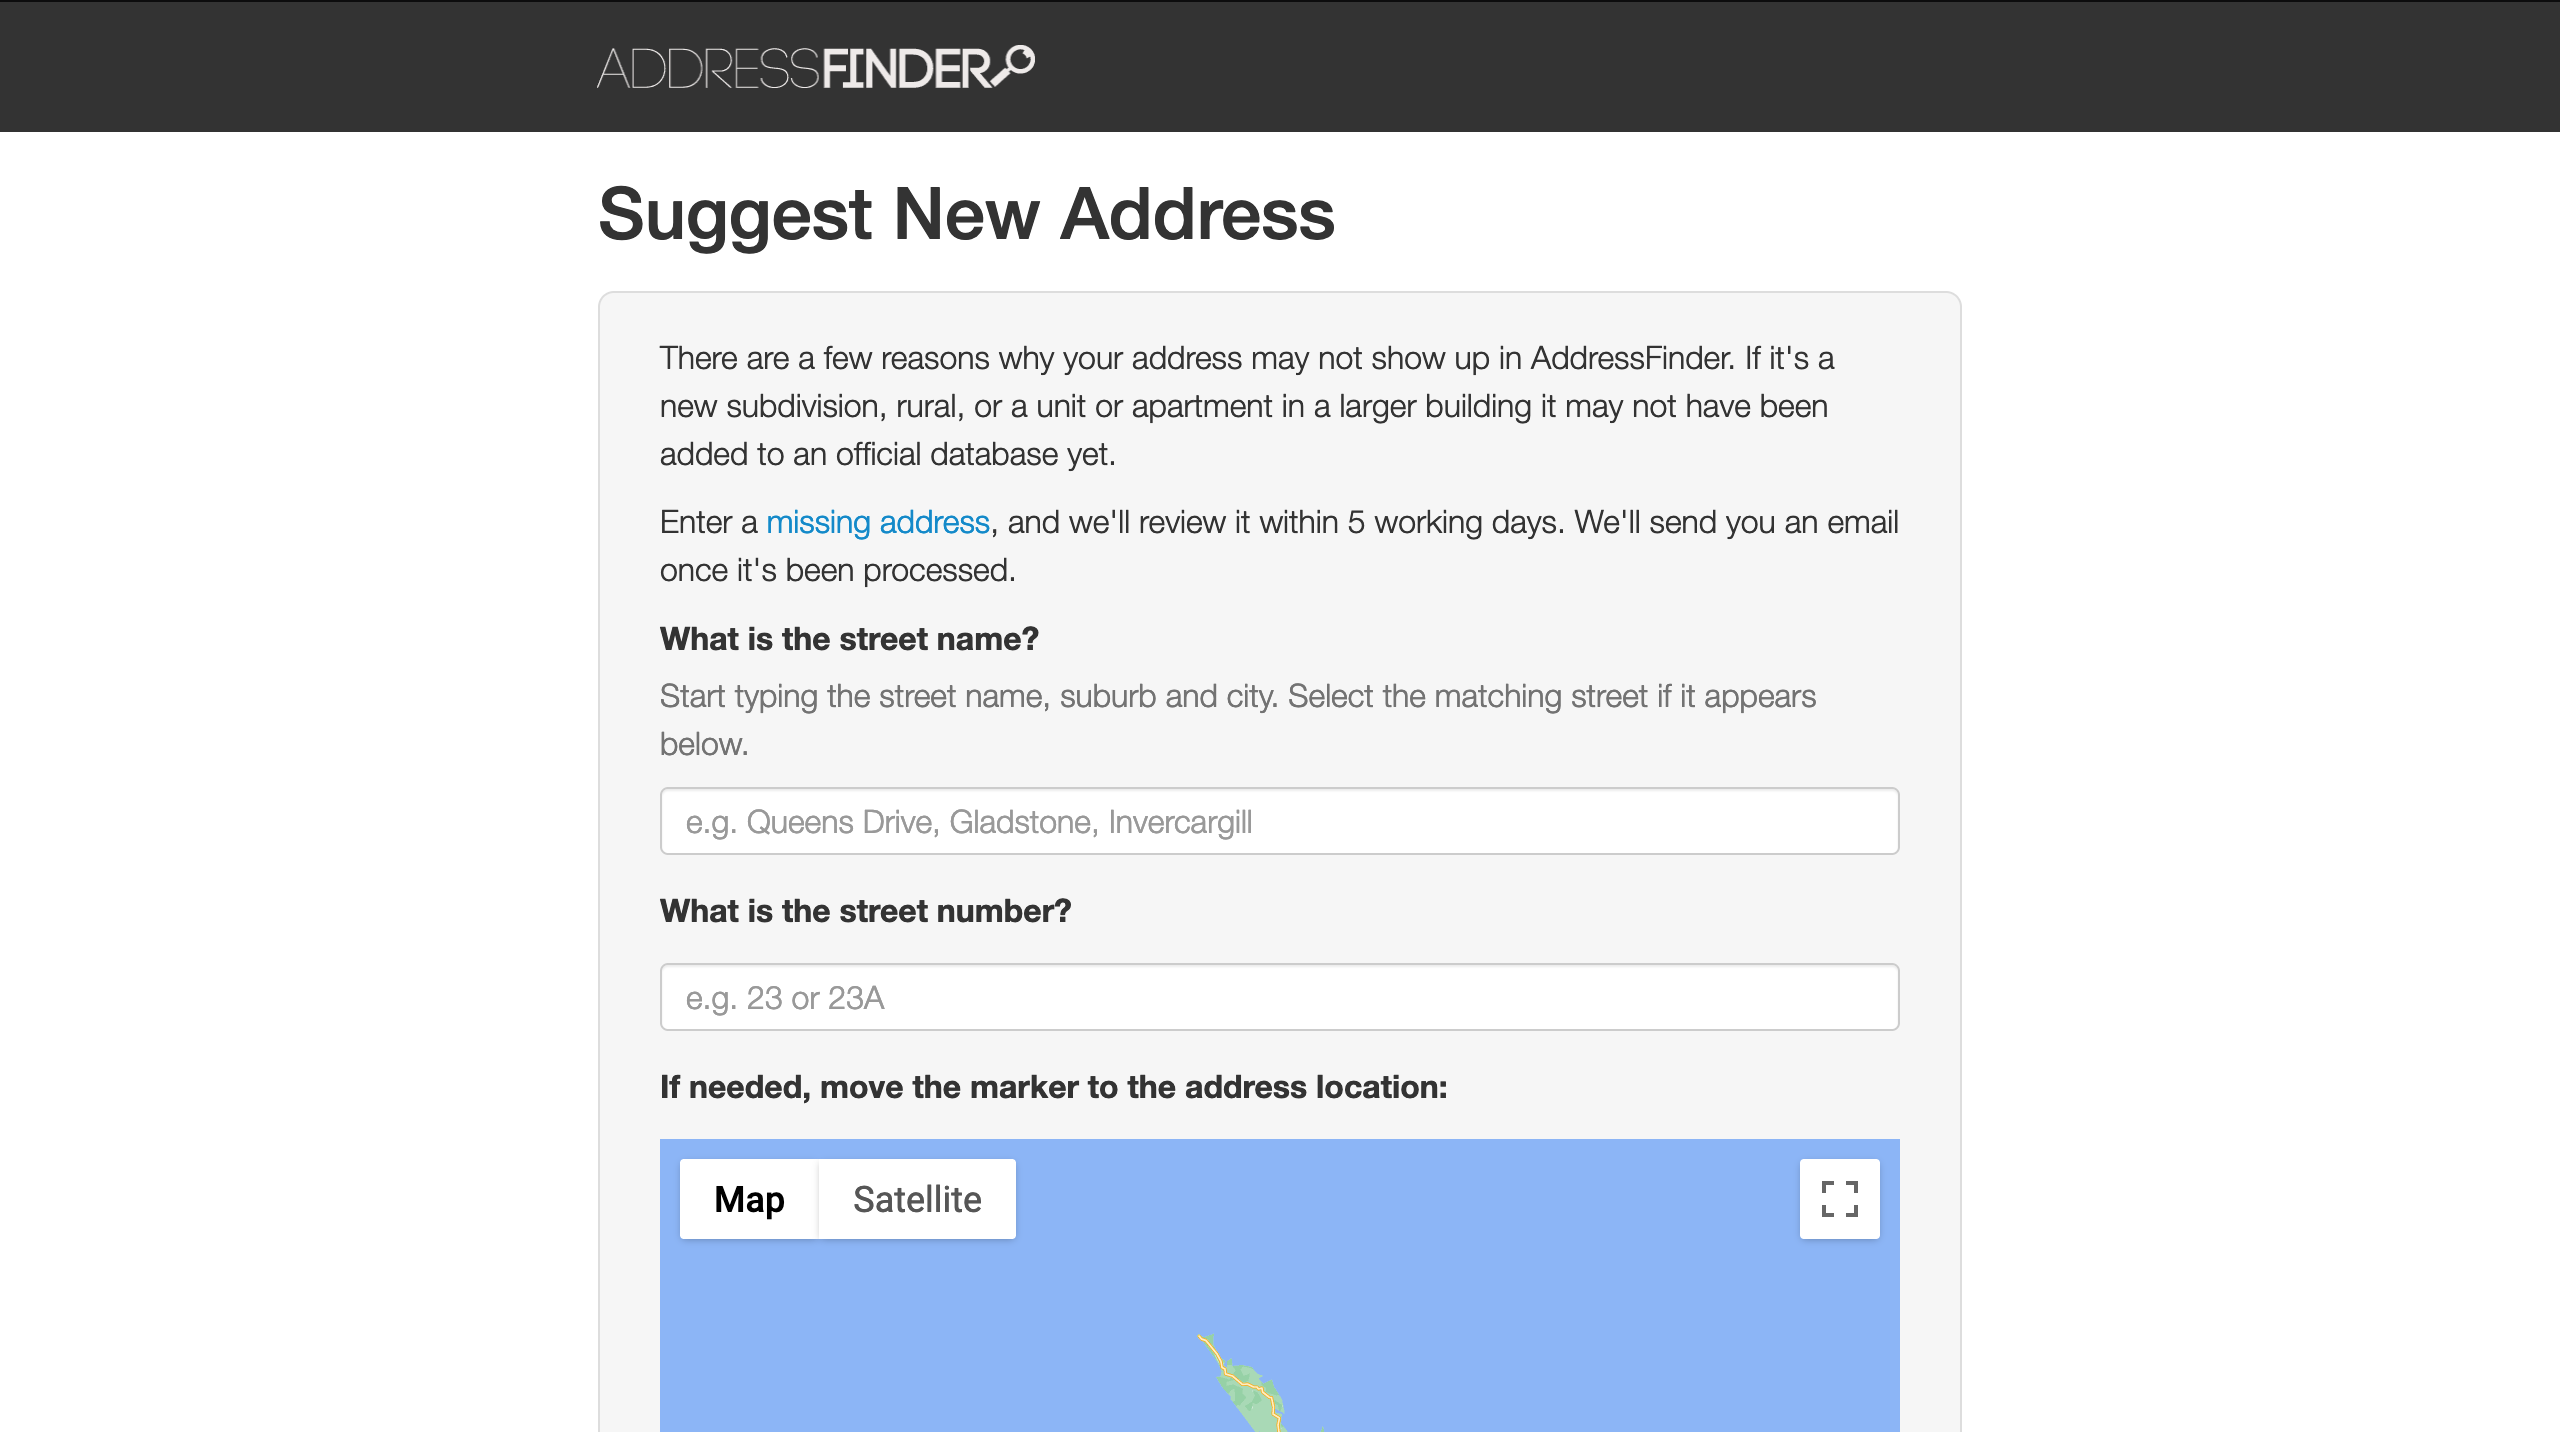 ADDRESSFINDER
Suggest New Address
There are a few reasons why your address may not show up in AddressFinder. If it's a
new subdivision, rural, or a unit or apartment in a larger building it may not have been
added to an official database yet.
Enter a missing address, and we'll review it within 5 working days. We'll send you an email
once it's been processed.
What is the street name?
Start typing the street name, suburb and city. Select the matching street if it appears
below.
e.g. Queens Drive, Gladstone, Invercargill
What is the street number?
e.g. 23 or 23A
If needed, move the marker to the address location:
Map Satellite